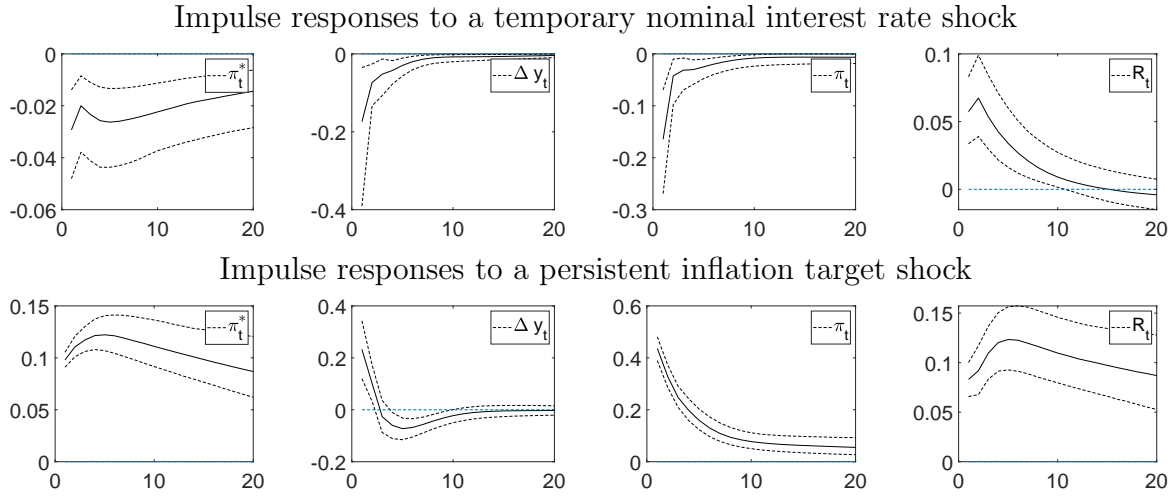 Impulse responses to a temporary nominal interest rate shock
0 -0.02 -0.04 -0.06 0 10 20 π*t
0 -0.2 -0.4 0 10 20 Δ yt
0 -0.1 -0.2 -0.3 0 10 20 πt
0.1 0.05 0 0 10 20 Rt
Impulse responses to a persistent inflation target shock
0.15 0.1 0.05 0 0 10 20 π*t
0.4 0.2 0 -0.2 0 10 20 Δ yt
0.6 0.4 0.2 0 0 10 20 πt
0.15 0.1 0.05 0 0 10 20 Rt